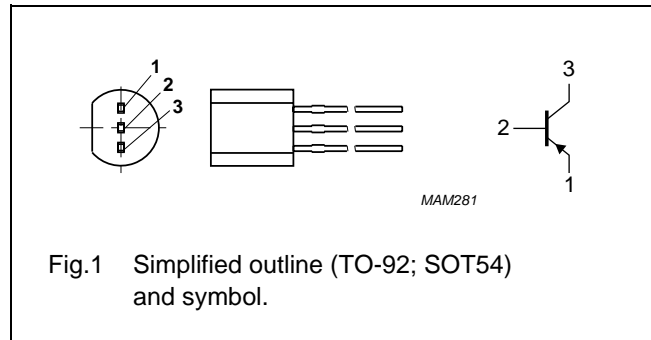 1
2
3
3
2
1
MAM281
Fig.1 Simplified outline (TO-92; SOT54)
and symbol.